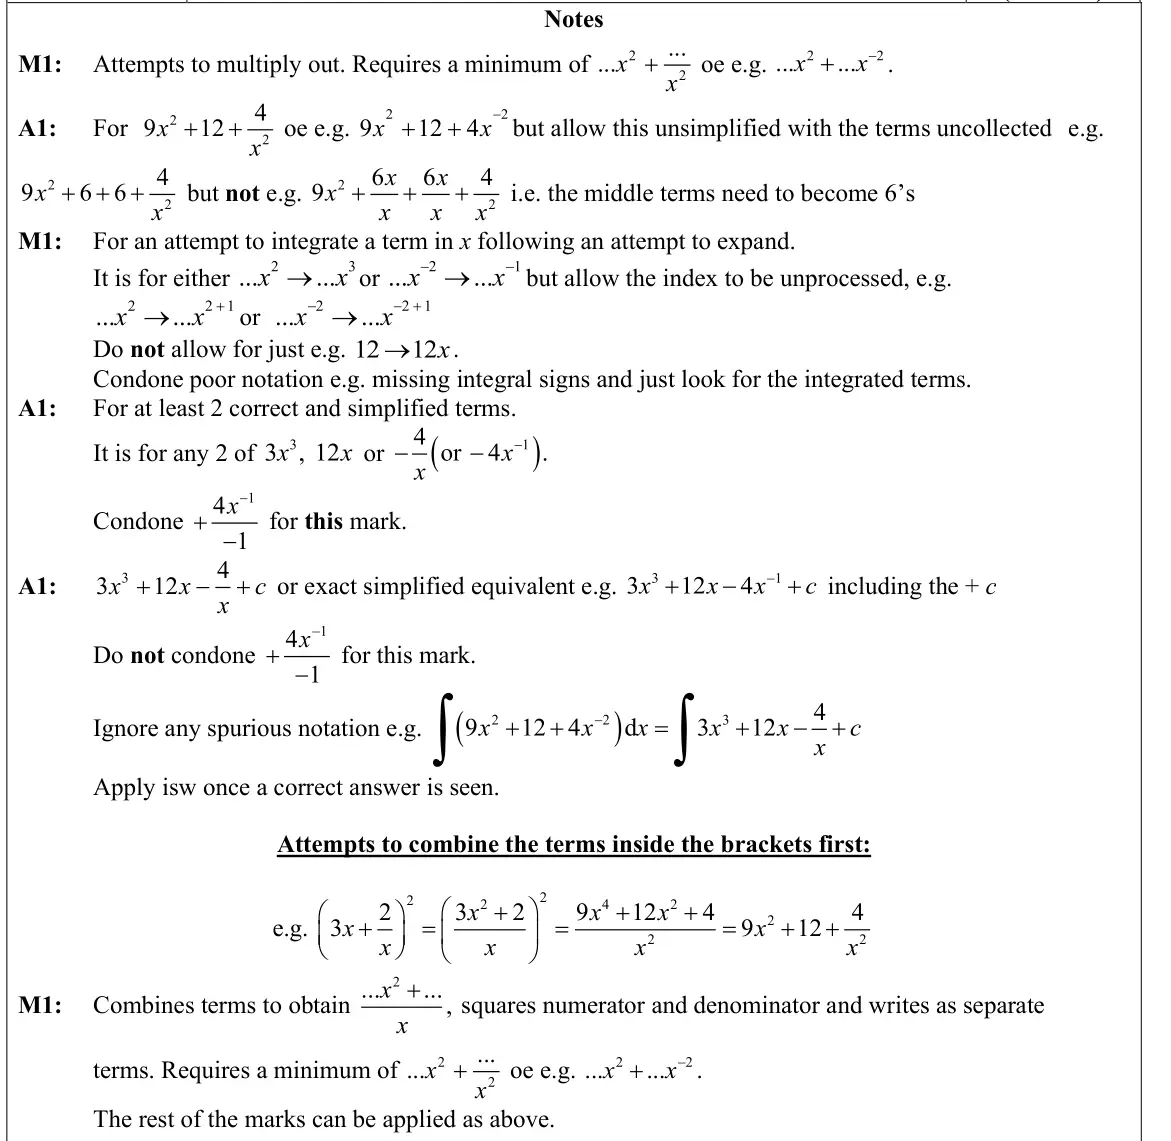 Notes
M1: Attempts to multiply out. Requires a minimum of ...x² + .../x² oe e.g. ...x² + ...x⁻².
A1: For 9x² + 12 + 4/x² oe e.g. 9x² + 12 + 4x⁻² but allow this unsimplified with the terms uncollected e.g.
9x² + 6 + 6 + 4/x² but not e.g. 9x² + 6x/x + 6x/x + 4/x² i.e. the middle terms need to become 6’s
M1: For an attempt to integrate a term in x following an attempt to expand.
It is for either ...x² → ...x³ or ...x⁻² → ...x⁻¹ but allow the index to be unprocessed, e.g.
...x² → ...x²⁺¹ or ...x⁻² → ...x⁻²⁺¹
Do not allow for just e.g. 12 → 12x.
Condone poor notation e.g. missing integral signs and just look for the integrated terms.
A1: For at least 2 correct and simplified terms.
It is for any 2 of 3x³, 12x or −4/x (or − 4x⁻¹).
Condone + 4x⁻¹/−1 for this mark.
A1: 3x³ + 12x − 4/x + c or exact simplified equivalent e.g. 3x³ + 12x − 4x⁻¹ + c including the + c
Do not condone + 4x⁻¹/−1 for this mark.
Ignore any spurious notation e.g. ∫(9x² + 12 + 4x⁻²)dx = ∫ 3x³ + 12x − 4/x + c
Apply isw once a correct answer is seen.
Attempts to combine the terms inside the brackets first:
e.g. (3x + 2/x)² = ((3x² + 2)/x)² = (9x⁴ + 12x² + 4)/x² = 9x² + 12 + 4/x²
M1: Combines terms to obtain (...x² + ...)/x, squares numerator and denominator and writes as separate
terms. Requires a minimum of ...x² + .../x² oe e.g. ...x² + ...x⁻².
The rest of the marks can be applied as above.